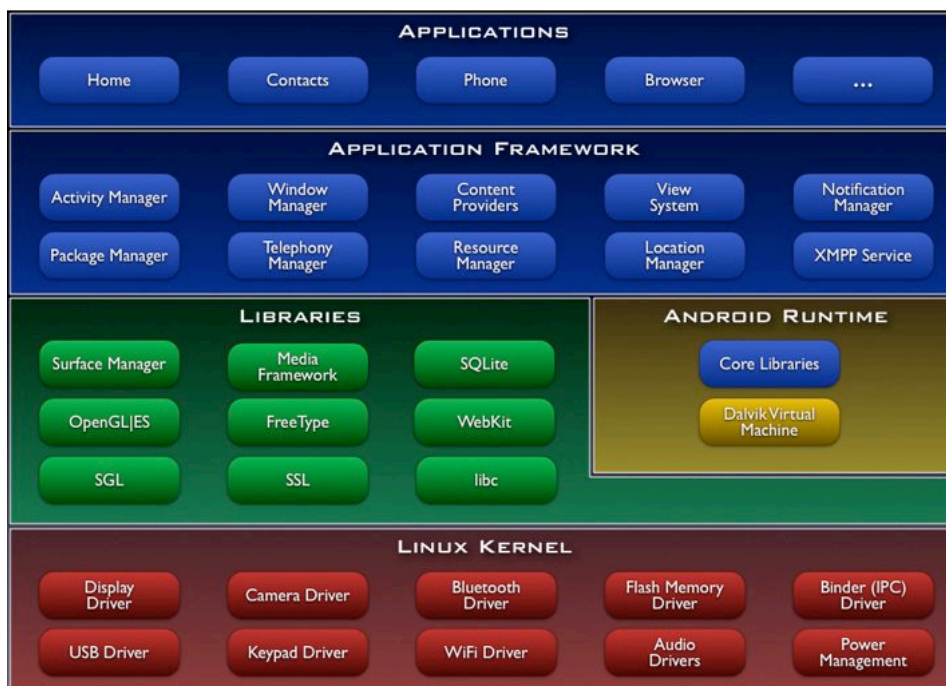 APPLICATIONS
Home
Contacts
Phone
Browser
...
APPLICATION FRAMEWORK
Activity Manager
Window
Manager
Content
Providers
View
System
Notification
Manager
Package Manager
Telephony
Manager
Resource
Manager
Location
Manager
XMPP Service
LIBRARIES
Surface Manager
Media
Framework
SQLite
OpenGL|ES
FreeType
WebKit
SGL
SSL
libc
ANDROID RUNTIME
Core Libraries
Dalvik Virtual
Machine
LINUX KERNEL
Display
Driver
Camera Driver
Bluetooth
Driver
Flash Memory
Driver
Binder (IPC)
Driver
USB Driver
Keypad Driver
WiFi Driver
Audio
Drivers
Power
Management